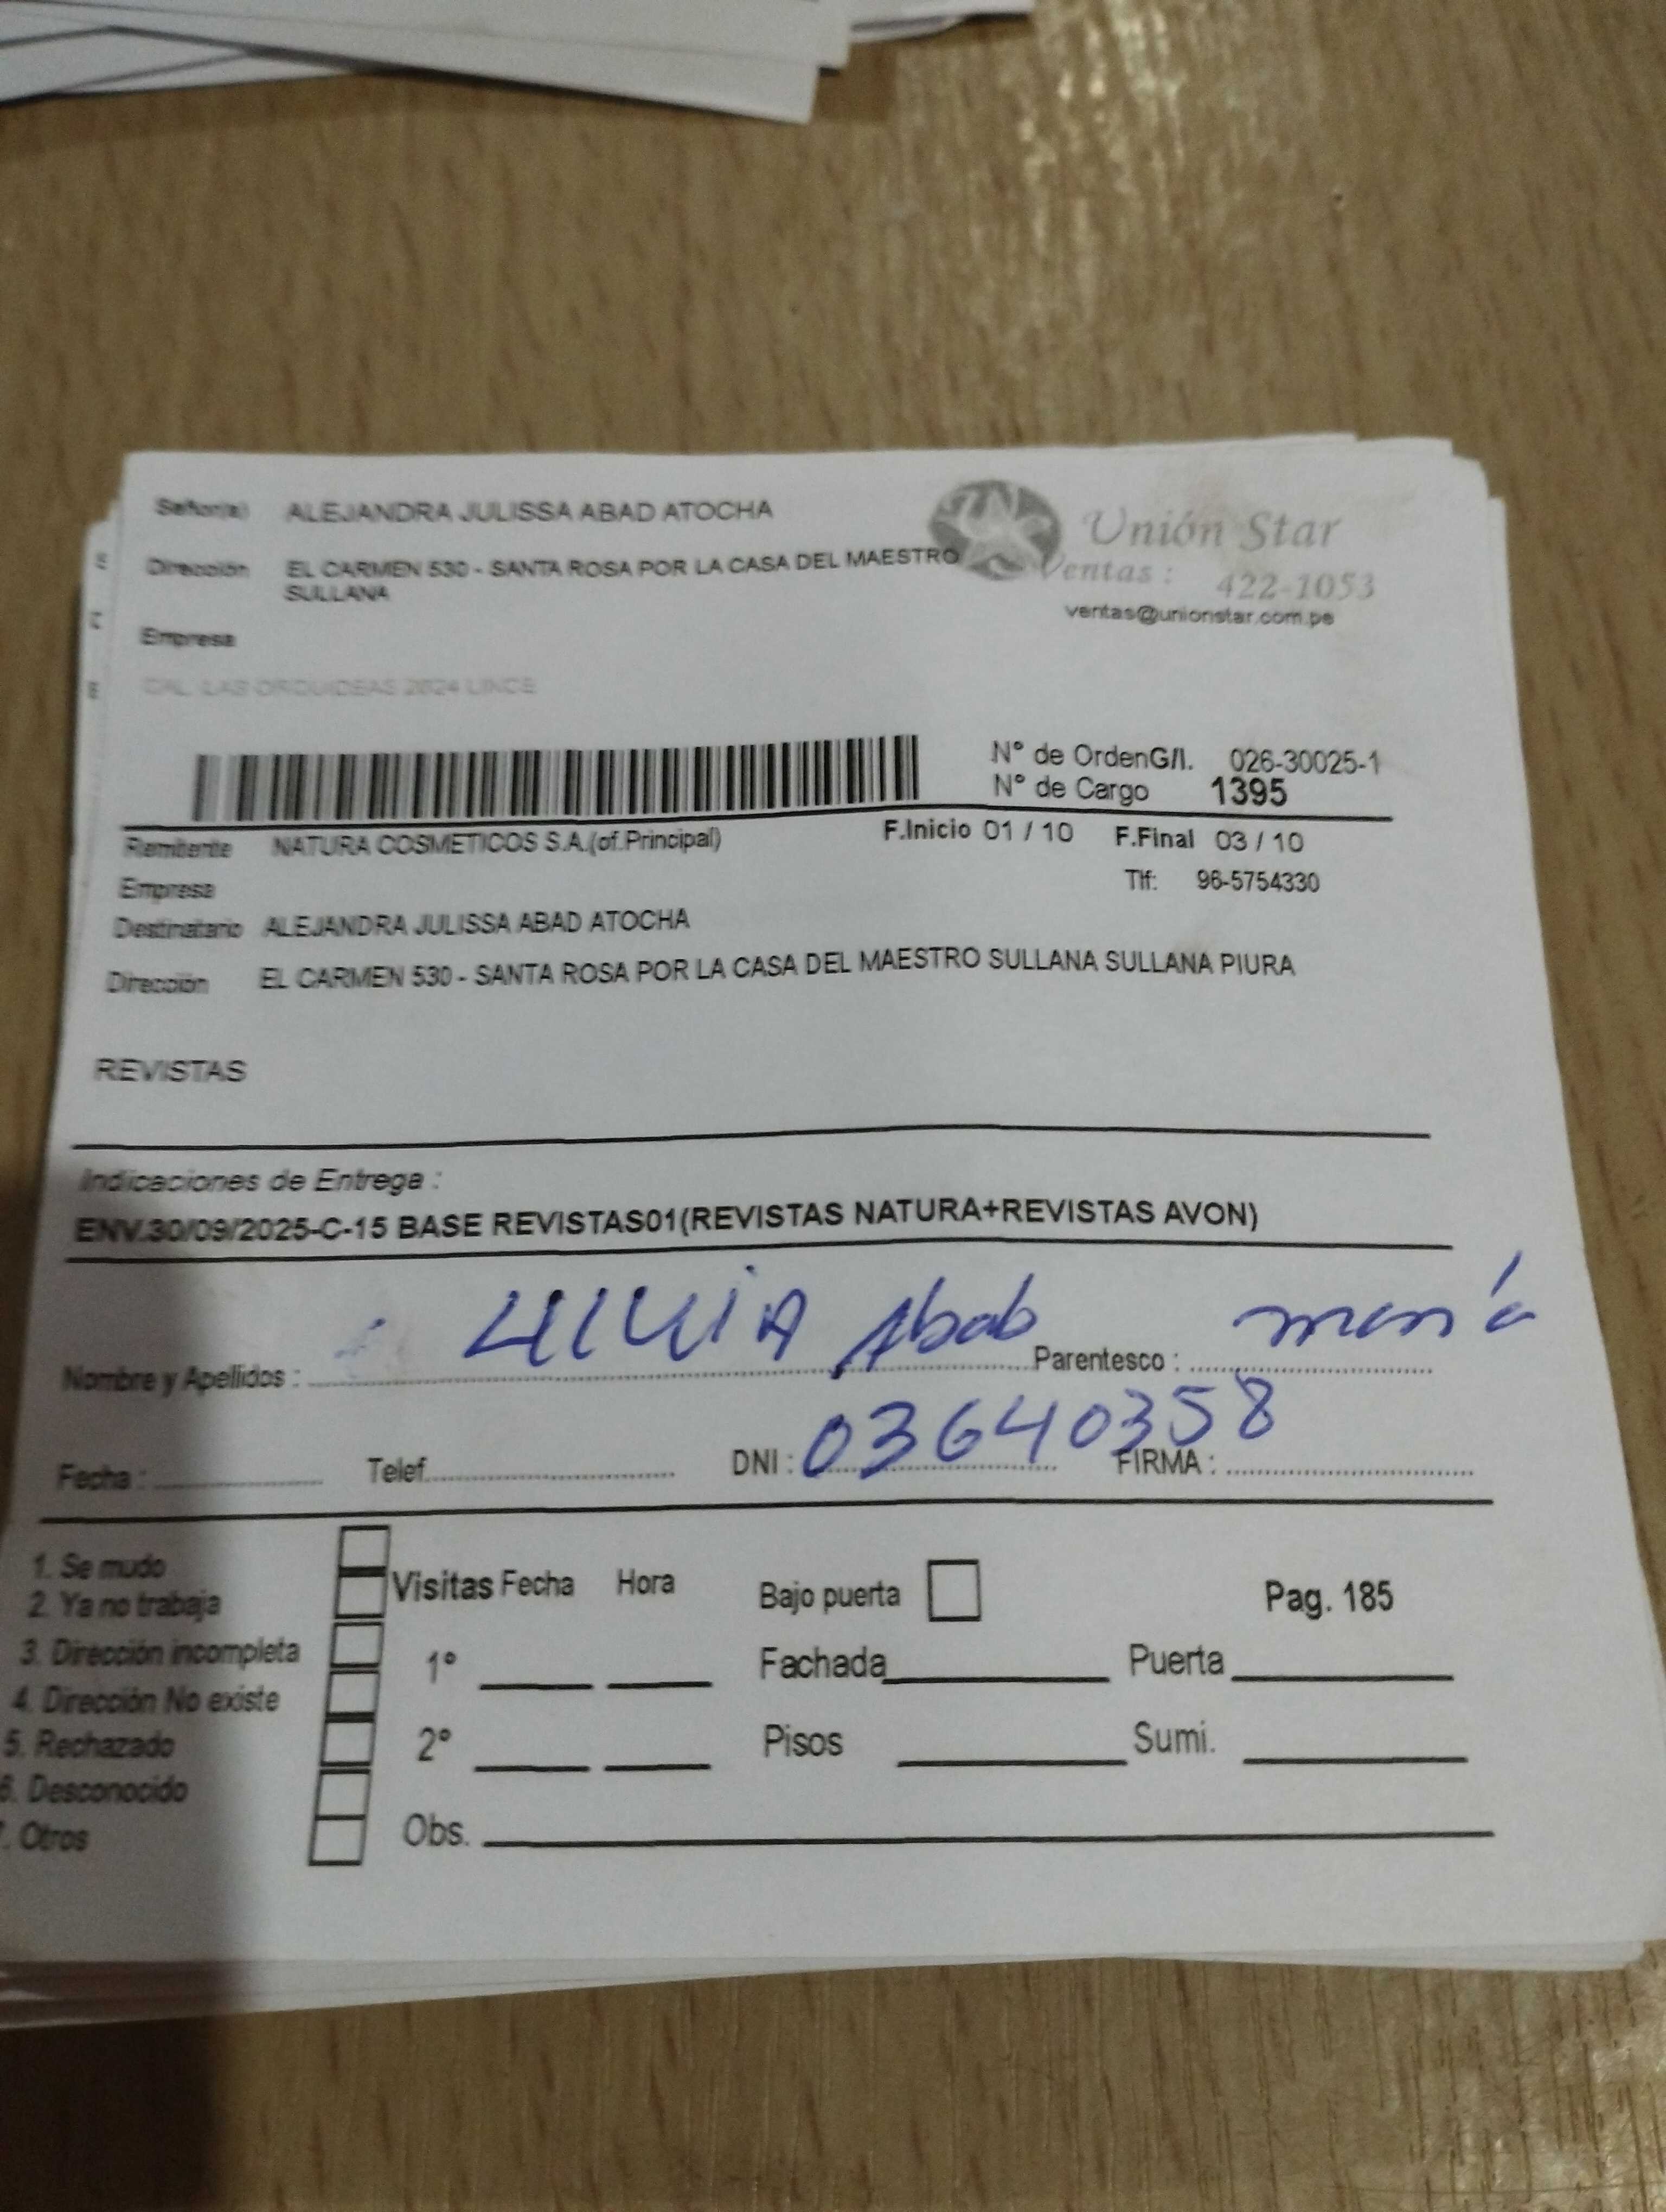 Señor(a) ALEJANDRA JULISSA ABAD ATOCHA
Unión Star
Dirección EL CARMEN 530 - SANTA ROSA POR LA CASA DEL MAESTRO
SULLANA
Ventas : 422-1053
ventas@unionstar.com.pe
Empresa
CAL. LAS ORQUIDEAS 2624 LINCE
N° de OrdenG/I. 026-30025-1
N° de Cargo 1395
Remitente NATURA COSMETICOS S.A.(of.Principal) F.Inicio 01 / 10 F.Final 03 / 10
Empresa Tlf: 96-5754330
Destinatario ALEJANDRA JULISSA ABAD ATOCHA
Dirección EL CARMEN 530 - SANTA ROSA POR LA CASA DEL MAESTRO SULLANA SULLANA PIURA
REVISTAS
Indicaciones de Entrega :
ENV.30/09/2025-C-15 BASE REVISTAS01(REVISTAS NATURA+REVISTAS AVON)
Nombre y Apellidos : Abab Parentesco :
Fecha : Telef. DNI : 03640358 FIRMA :
1. Se mudo
2. Ya no trabaja
3. Dirección incompleta
4. Dirección No existe
5. Rechazado
6. Desconocido
7. Otros
Visitas Fecha Hora Bajo puerta Pag. 185
1° Fachada Puerta
2° Pisos Sumi.
Obs.